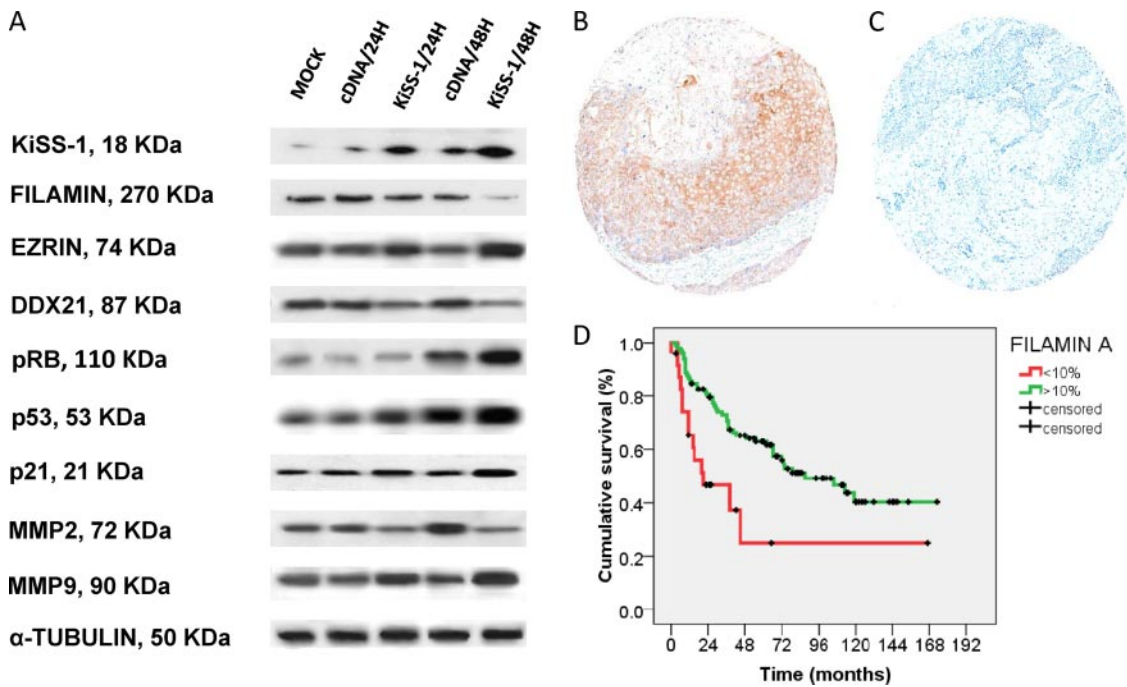 A
MOCK
cDNA/24H
KiSS-1/24H
cDNA/48H
KiSS-1/48H
KiSS-1, 18 KDa
FILAMIN, 270 KDa
EZRIN, 74 KDa
DDX21, 87 KDa
pRB, 110 KDa
p53, 53 KDa
p21, 21 KDa
MMP2, 72 KDa
MMP9, 90 KDa
α-TUBULIN, 50 KDa
B
C
D
Cumulative survival (%)
1.0
0.8
0.6
0.4
0.2
0.0
0 24 48 72 96 120 144 168 192
Time (months)
FILAMIN A
<10%
>10%
censored
censored